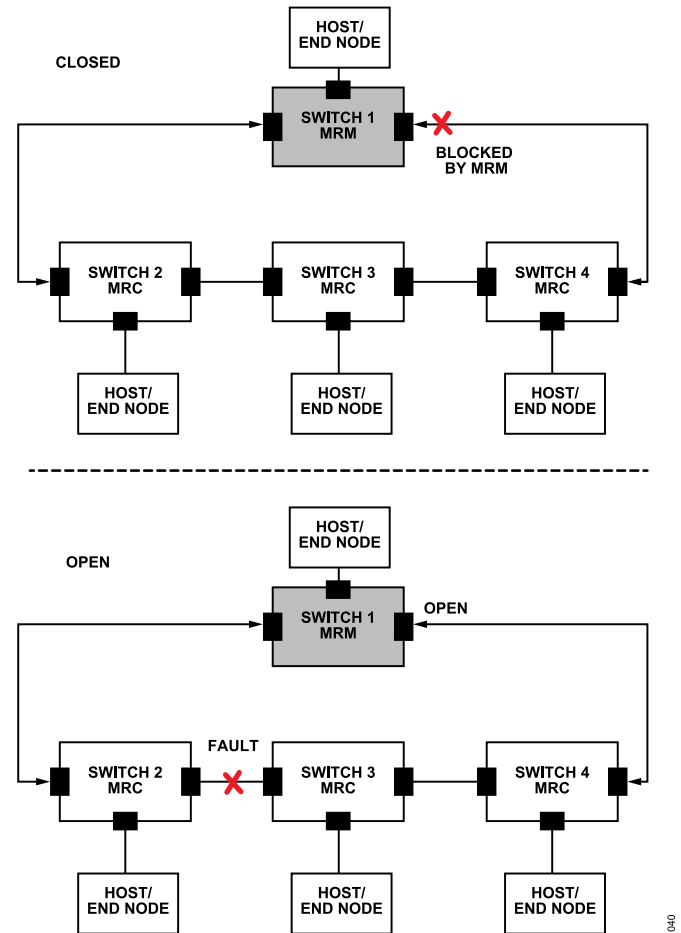 HOST/
END NODE
CLOSED
SWITCH 1
MRM
BLOCKED
BY MRM
SWITCH 2
MRC
SWITCH 3
MRC
SWITCH 4
MRC
HOST/
END NODE
HOST/
END NODE
HOST/
END NODE
HOST/
END NODE
OPEN
SWITCH 1
MRM
OPEN
FAULT
SWITCH 2
MRC
SWITCH 3
MRC
SWITCH 4
MRC
HOST/
END NODE
HOST/
END NODE
HOST/
END NODE
040